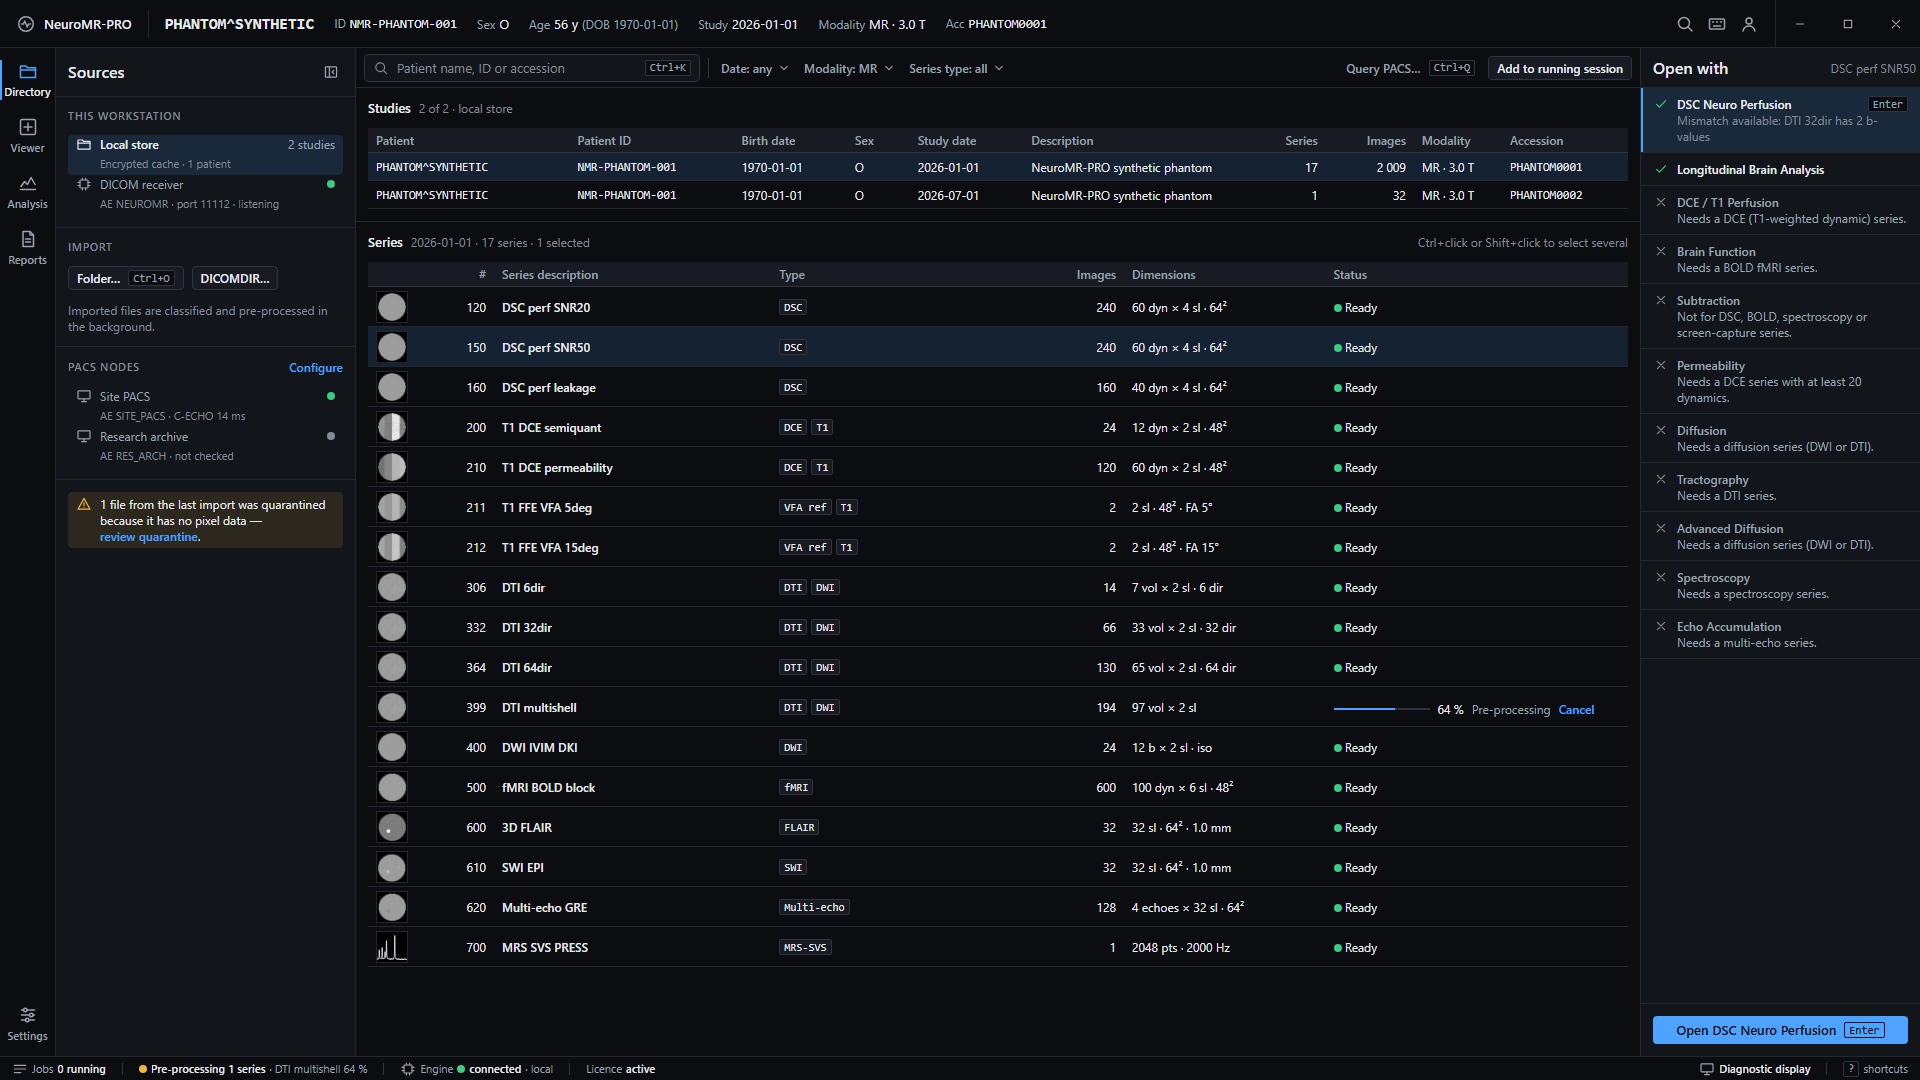 NeuroMR-PRO PHANTOM^SYNTHETIC ID NMR-PHANTOM-001 Sex O Age 56 y (DOB 1970-01-01) Study 2026-01-01 Modality MR · 3.0 T Acc PHANTOM0001
Directory
Viewer
Analysis
Reports
Settings
Sources
THIS WORKSTATION
Local store 2 studies
Encrypted cache · 1 patient
DICOM receiver
AE NEUROMR · port 11112 · listening
IMPORT
Folder... Ctrl+O DICOMDIR...
Imported files are classified and pre-processed in
the background.
PACS NODES Configure
Site PACS
AE SITE_PACS · C-ECHO 14 ms
Research archive
AE RES_ARCH · not checked
1 file from the last import was quarantined
because it has no pixel data —
review quarantine.
Patient name, ID or accession Ctrl+K Date: any Modality: MR Series type: all Query PACS... Ctrl+Q Add to running session
Studies 2 of 2 · local store
Patient Patient ID Birth date Sex Study date Description Series Images Modality Accession
PHANTOM^SYNTHETIC NMR-PHANTOM-001 1970-01-01 O 2026-01-01 NeuroMR-PRO synthetic phantom 17 2 009 MR · 3.0 T PHANTOM0001
PHANTOM^SYNTHETIC NMR-PHANTOM-001 1970-01-01 O 2026-07-01 NeuroMR-PRO synthetic phantom 1 32 MR · 3.0 T PHANTOM0002
Series 2026-01-01 · 17 series · 1 selected Ctrl+click or Shift+click to select several
# Series description Type Images Dimensions Status
120 DSC perf SNR20 DSC 240 60 dyn × 4 sl · 64² Ready
150 DSC perf SNR50 DSC 240 60 dyn × 4 sl · 64² Ready
160 DSC perf leakage DSC 160 40 dyn × 4 sl · 64² Ready
200 T1 DCE semiquant DCE T1 24 12 dyn × 2 sl · 48² Ready
210 T1 DCE permeability DCE T1 120 60 dyn × 2 sl · 48² Ready
211 T1 FFE VFA 5deg VFA ref T1 2 2 sl · 48² · FA 5° Ready
212 T1 FFE VFA 15deg VFA ref T1 2 2 sl · 48² · FA 15° Ready
306 DTI 6dir DTI DWI 14 7 vol × 2 sl · 6 dir Ready
332 DTI 32dir DTI DWI 66 33 vol × 2 sl · 32 dir Ready
364 DTI 64dir DTI DWI 130 65 vol × 2 sl · 64 dir Ready
399 DTI multishell DTI DWI 194 97 vol × 2 sl 64 % Pre-processing Cancel
400 DWI IVIM DKI DWI 24 12 b × 2 sl · iso Ready
500 fMRI BOLD block fMRI 600 100 dyn × 6 sl · 48² Ready
600 3D FLAIR FLAIR 32 32 sl · 64² · 1.0 mm Ready
610 SWI EPI SWI 32 32 sl · 64² · 1.0 mm Ready
620 Multi-echo GRE Multi-echo 128 4 echoes × 32 sl · 64² Ready
700 MRS SVS PRESS MRS-SVS 1 2048 pts · 2000 Hz Ready
Open with DSC perf SNR50
DSC Neuro Perfusion Enter
Mismatch available: DTI 32dir has 2 b-
values
Longitudinal Brain Analysis
DCE / T1 Perfusion
Needs a DCE (T1-weighted dynamic) series.
Brain Function
Needs a BOLD fMRI series.
Subtraction
Not for DSC, BOLD, spectroscopy or
screen-capture series.
Permeability
Needs a DCE series with at least 20
dynamics.
Diffusion
Needs a diffusion series (DWI or DTI).
Tractography
Needs a DTI series.
Advanced Diffusion
Needs a diffusion series (DWI or DTI).
Spectroscopy
Needs a spectroscopy series.
Echo Accumulation
Needs a multi-echo series.
Open DSC Neuro Perfusion Enter
Jobs 0 running Pre-processing 1 series · DTI multishell 64 % Engine connected · local Licence active Diagnostic display ? shortcuts